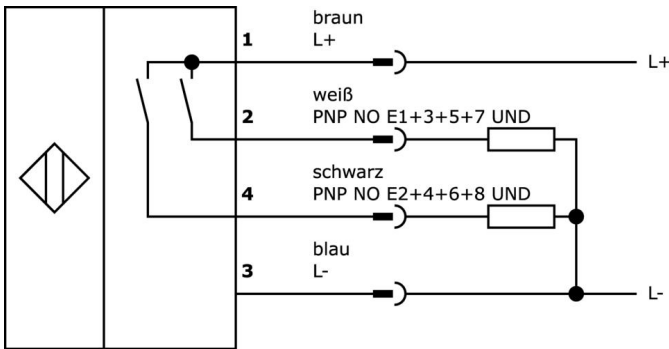 braun
1 L+
L+
weiß
2 PNP NO E1+3+5+7 UND
schwarz
4 PNP NO E2+4+6+8 UND
blau
3 L-
L-